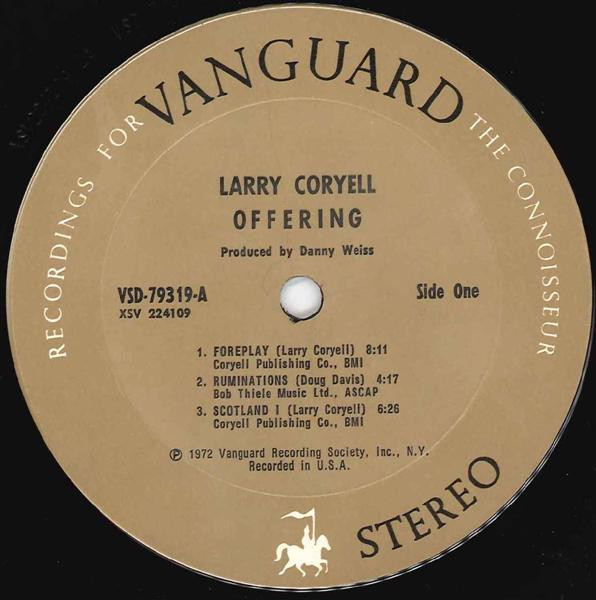 VANGUARD
RECORDINGS FOR THE CONNOISSEUR
LARRY CORYELL
OFFERING
Produced by Danny Weiss
VSD-79319-A Side One
XSV 224109
1. FOREPLAY (Larry Coryell) 8:11
Coryell Publishing Co., BMI
2. RUMINATIONS (Doug Davis) 4:17
Bob Thiele Music Ltd., ASCAP
3. SCOTLAND I (Larry Coryell) 6:26
Coryell Publishing Co., BMI
℗ 1972 Vanguard Recording Society, Inc., N.Y.
Recorded in U.S.A.
STEREO